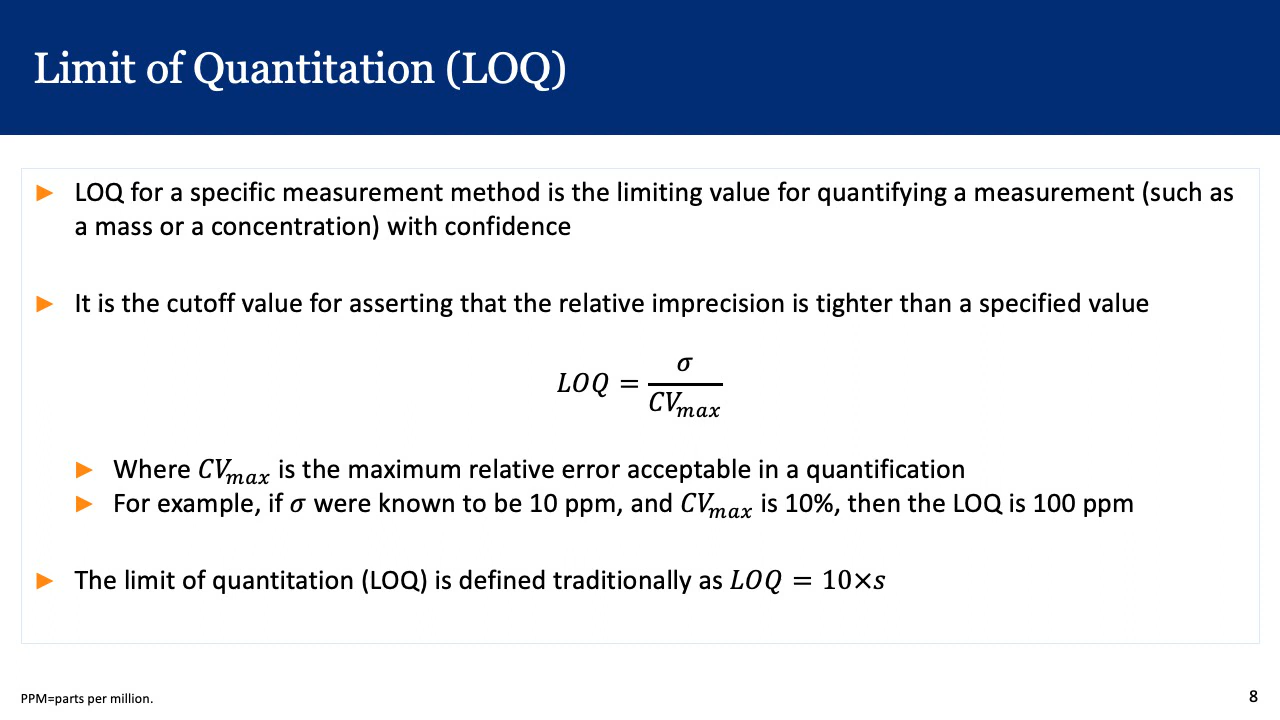 Limit of Quantitation (LOQ)
► LOQ for a specific measurement method is the limiting value for quantifying a measurement (such as
a mass or a concentration) with confidence
► It is the cutoff value for asserting that the relative imprecision is tighter than a specified value
LOQ = σ / CV_max
► Where CV_max is the maximum relative error acceptable in a quantification
► For example, if σ were known to be 10 ppm, and CV_max is 10%, then the LOQ is 100 ppm
► The limit of quantitation (LOQ) is defined traditionally as LOQ = 10×s
PPM=parts per million.
8